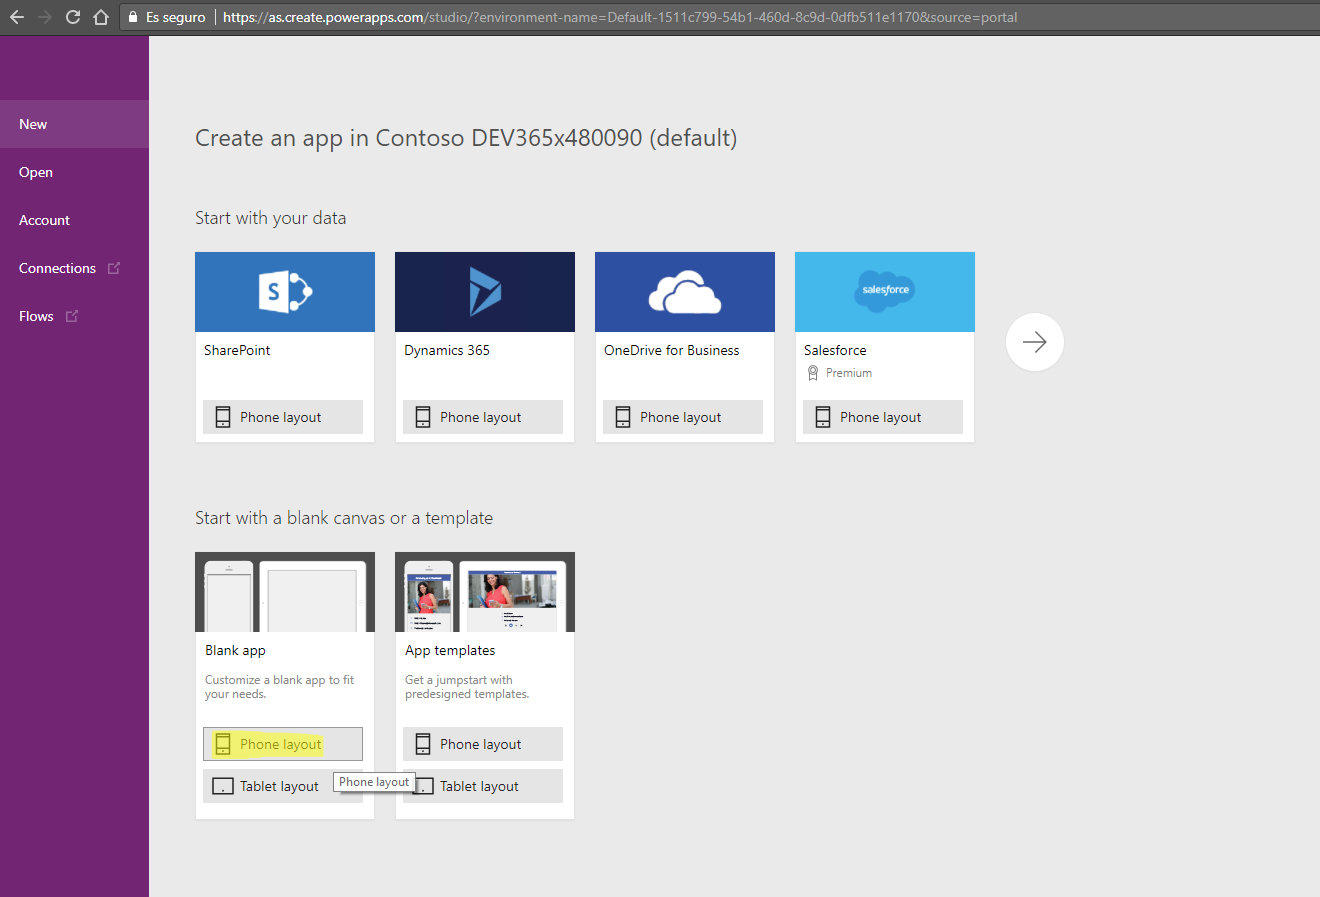 Es seguro
https://as.create.powerapps.com/studio/?environment-name=Default-1511c799-54b1-460d-8c9d-0dfb511e1170&source=portal
New
Open
Account
Connections
Flows
Create an app in Contoso DEV365x480090 (default)
Start with your data
S
salesforce
SharePoint
Dynamics 365
OneDrive for Business
Salesforce
Premium
Phone layout
Phone layout
Phone layout
Phone layout
Start with a blank canvas or a template
Blank app
Customize a blank app to fit
your needs.
Phone layout
Tablet layout
Phone layout
App templates
Get a jumpstart with
predesigned templates.
Phone layout
Tablet layout